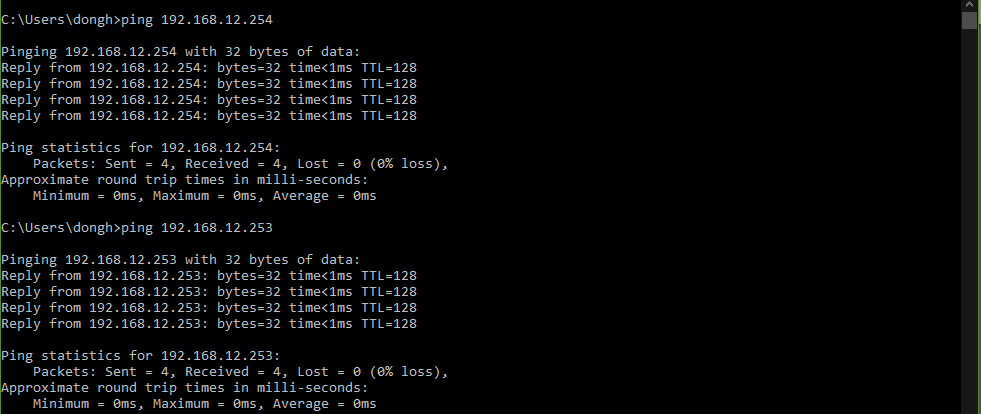 C:\Users\dongh>ping 192.168.12.254
Pinging 192.168.12.254 with 32 bytes of data:
Reply from 192.168.12.254: bytes=32 time<1ms TTL=128
Reply from 192.168.12.254: bytes=32 time<1ms TTL=128
Reply from 192.168.12.254: bytes=32 time<1ms TTL=128
Reply from 192.168.12.254: bytes=32 time<1ms TTL=128
Ping statistics for 192.168.12.254:
    Packets: Sent = 4, Received = 4, Lost = 0 (0% loss),
Approximate round trip times in milli-seconds:
    Minimum = 0ms, Maximum = 0ms, Average = 0ms
C:\Users\dongh>ping 192.168.12.253
Pinging 192.168.12.253 with 32 bytes of data:
Reply from 192.168.12.253: bytes=32 time<1ms TTL=128
Reply from 192.168.12.253: bytes=32 time<1ms TTL=128
Reply from 192.168.12.253: bytes=32 time<1ms TTL=128
Reply from 192.168.12.253: bytes=32 time<1ms TTL=128
Ping statistics for 192.168.12.253:
    Packets: Sent = 4, Received = 4, Lost = 0 (0% loss),
Approximate round trip times in milli-seconds:
    Minimum = 0ms, Maximum = 0ms, Average = 0ms